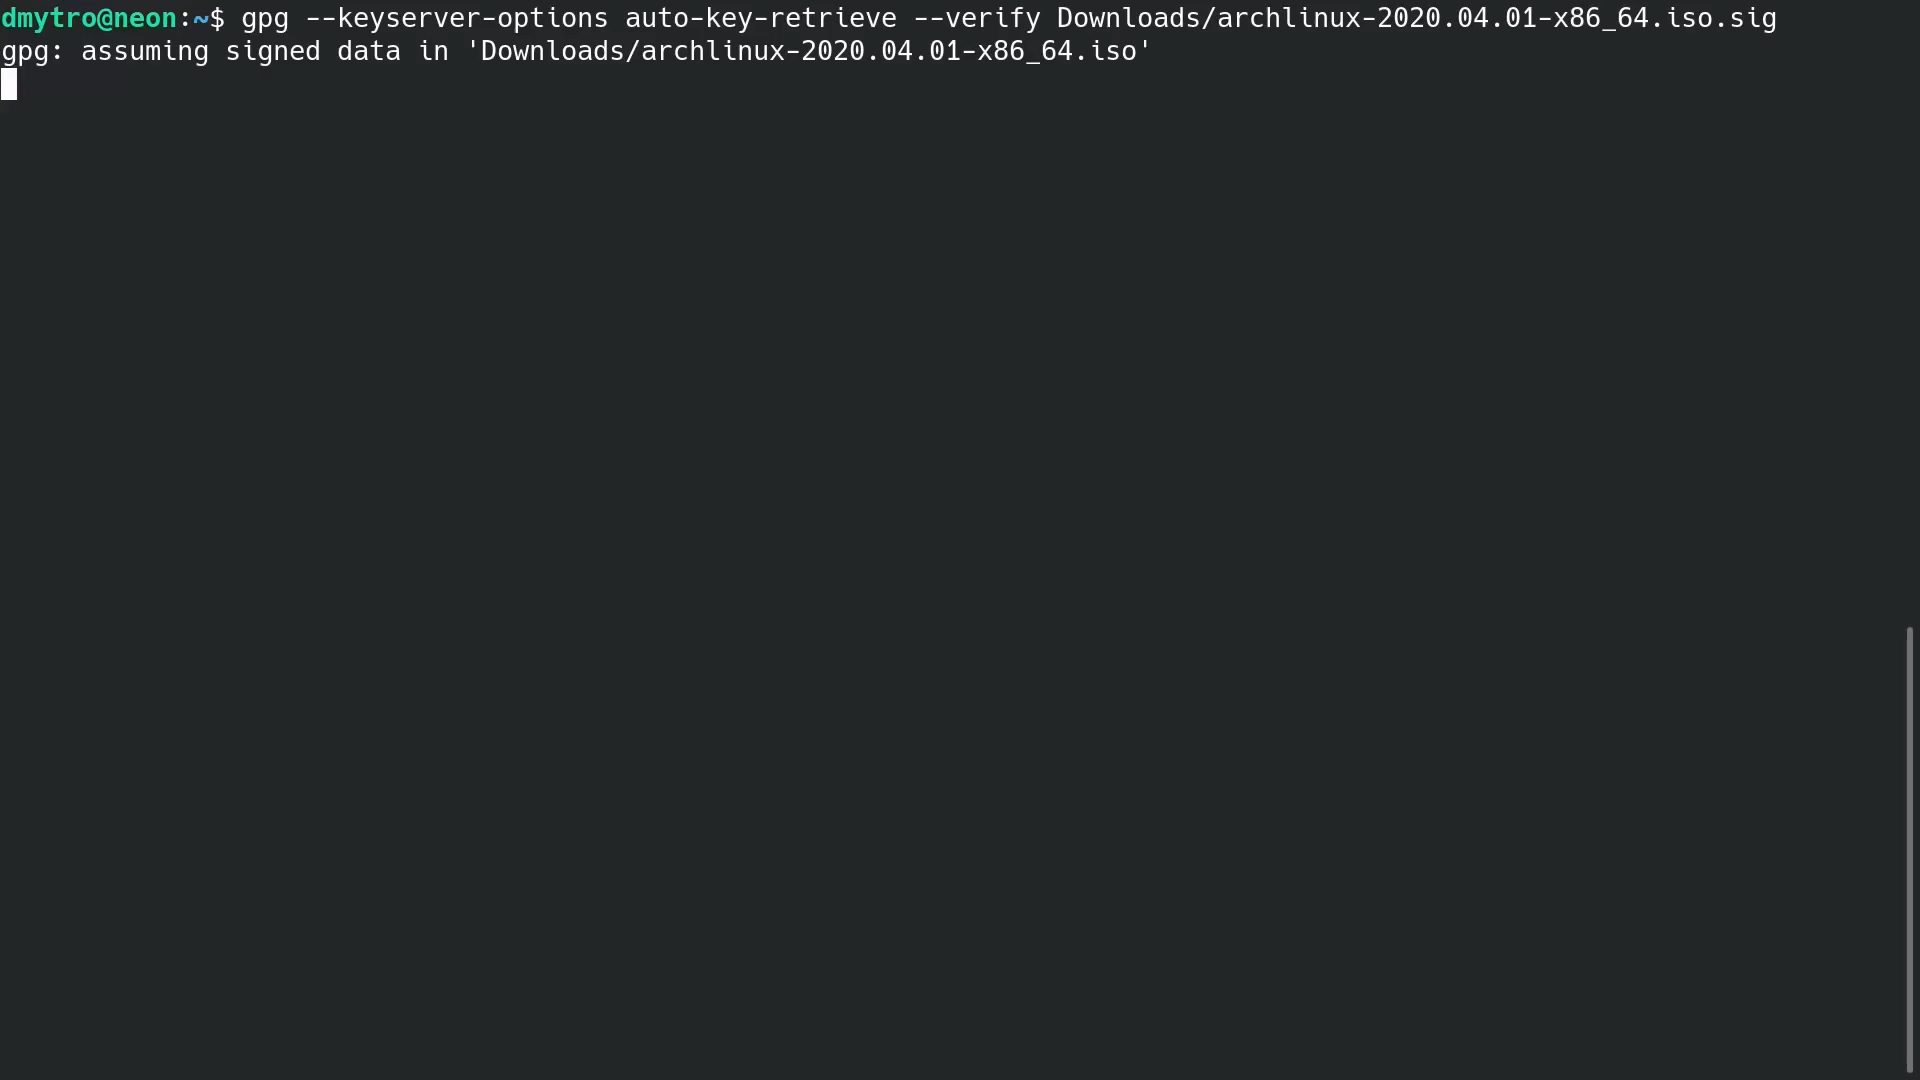 dmytro@neon:~$ gpg --keyserver-options auto-key-retrieve --verify Downloads/archlinux-2020.04.01-x86_64.iso.sig
gpg: assuming signed data in 'Downloads/archlinux-2020.04.01-x86_64.iso'